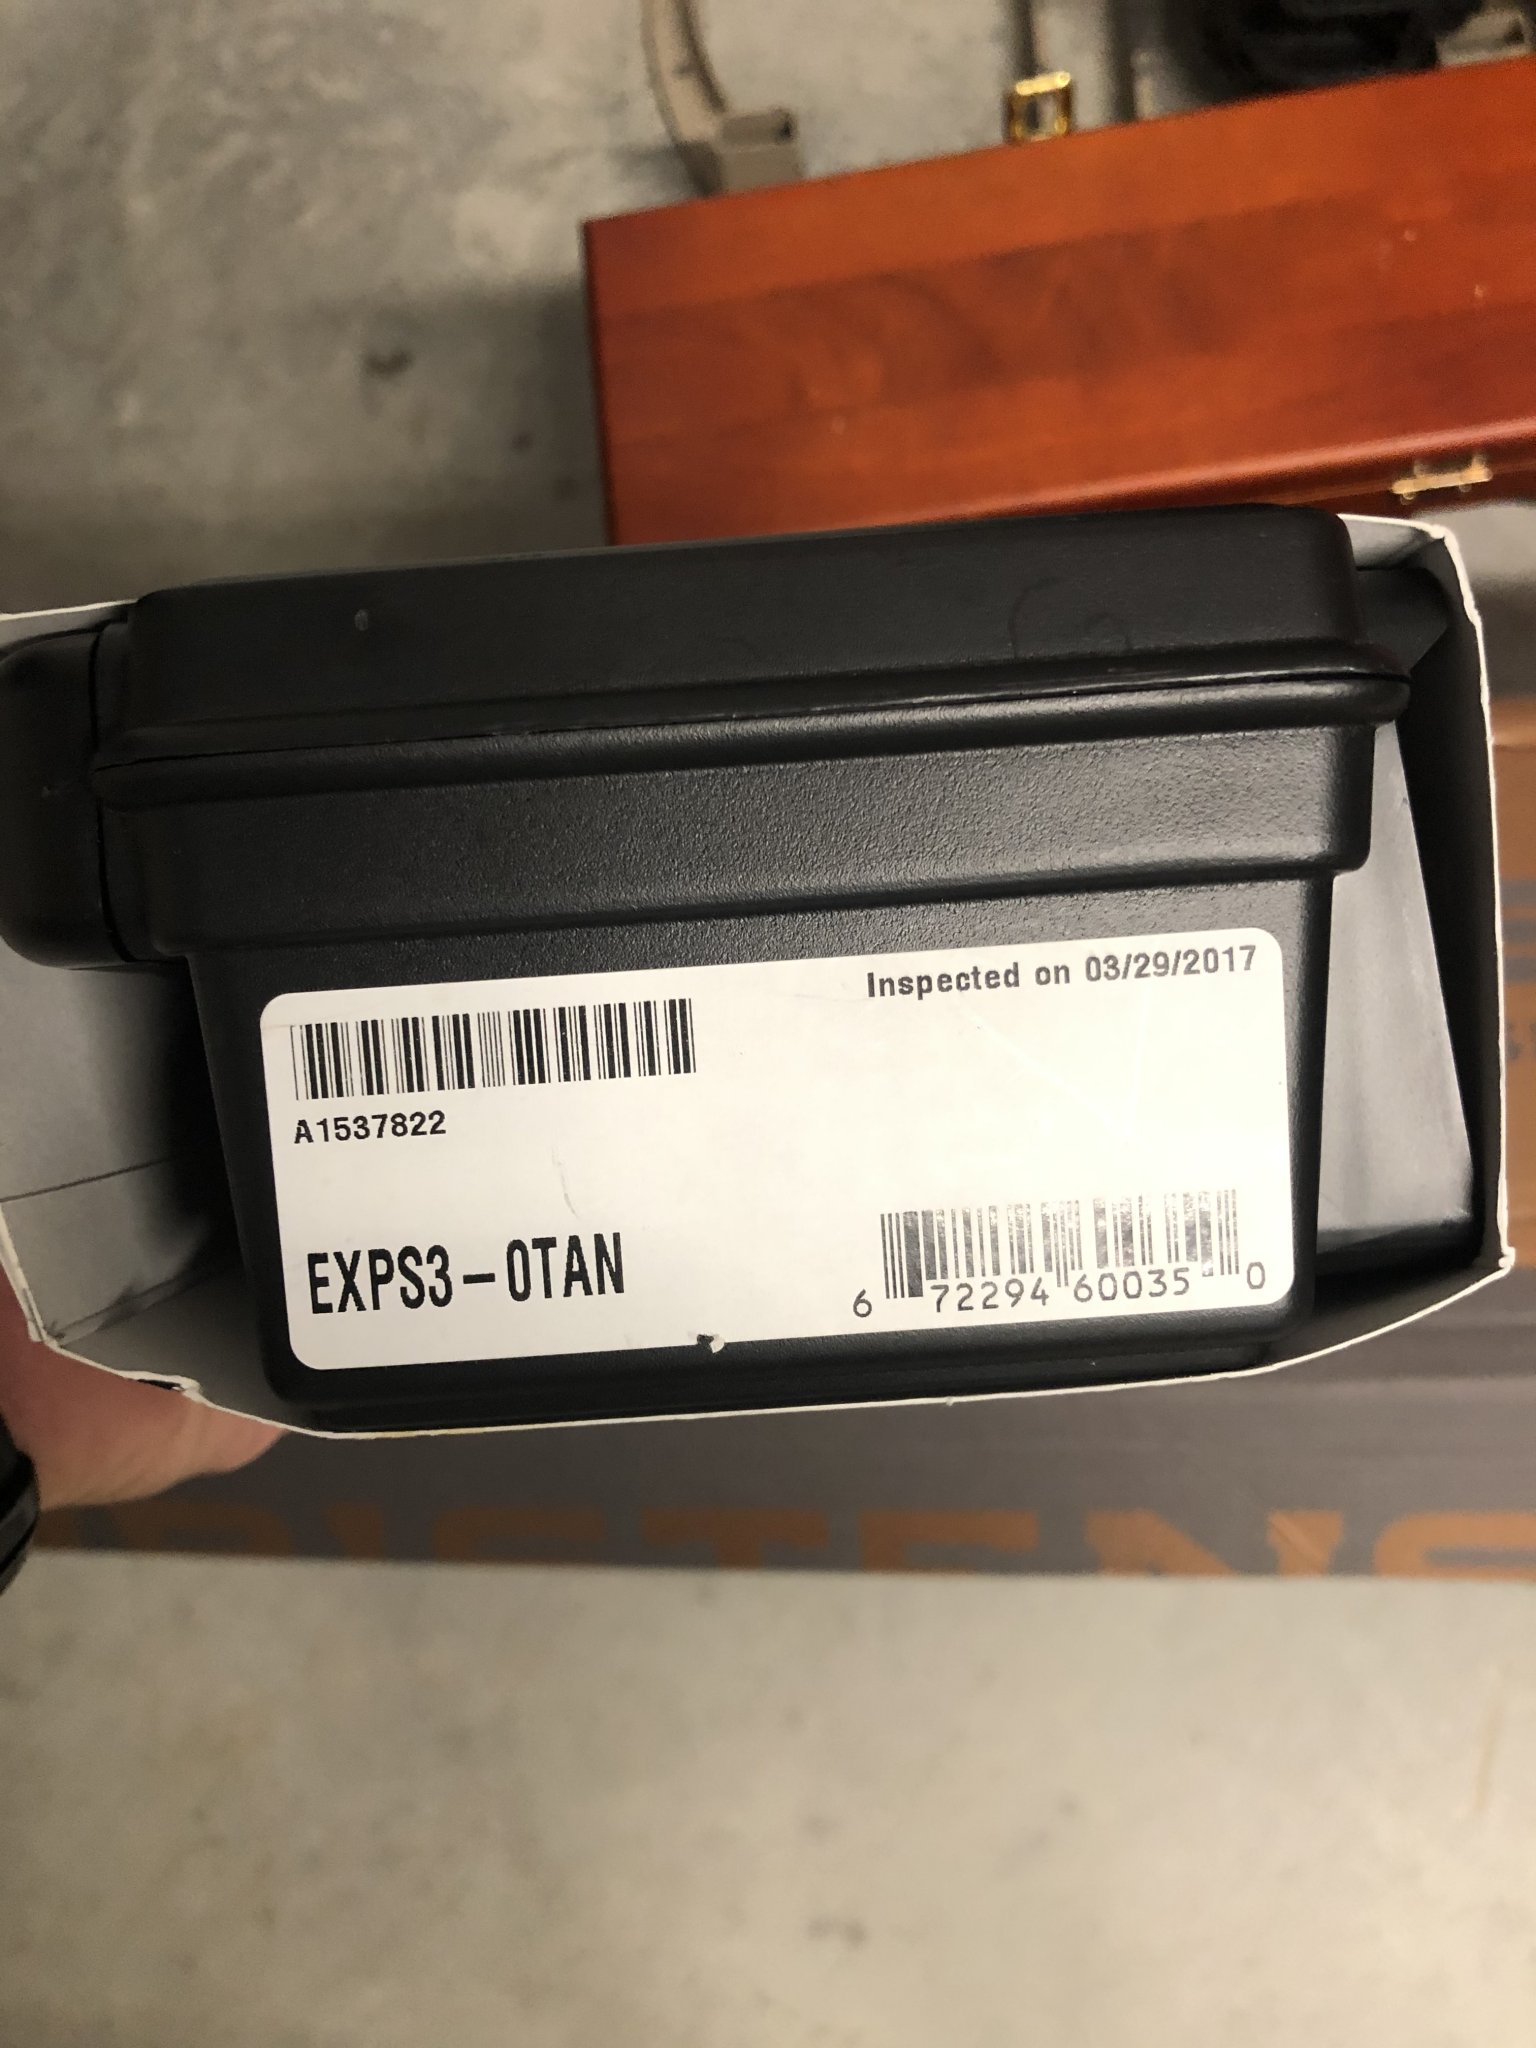 Inspected on 03/29/2017
A1537822
EXPS3-0TAN
6 72294 60035 0